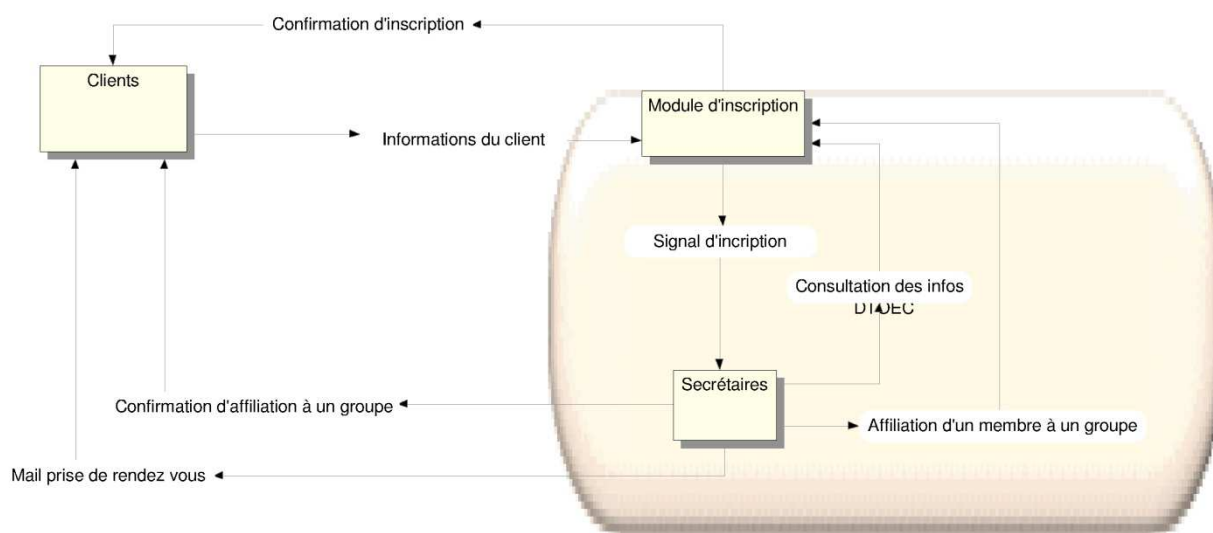 Confirmation d'inscription
Clients
Module d'inscription
Informations du client
Signal d'incription
Consultation des infos
Secrétaires
Confirmation d'affiliation à un groupe
Affiliation d'un membre à un groupe
Mail prise de rendez vous